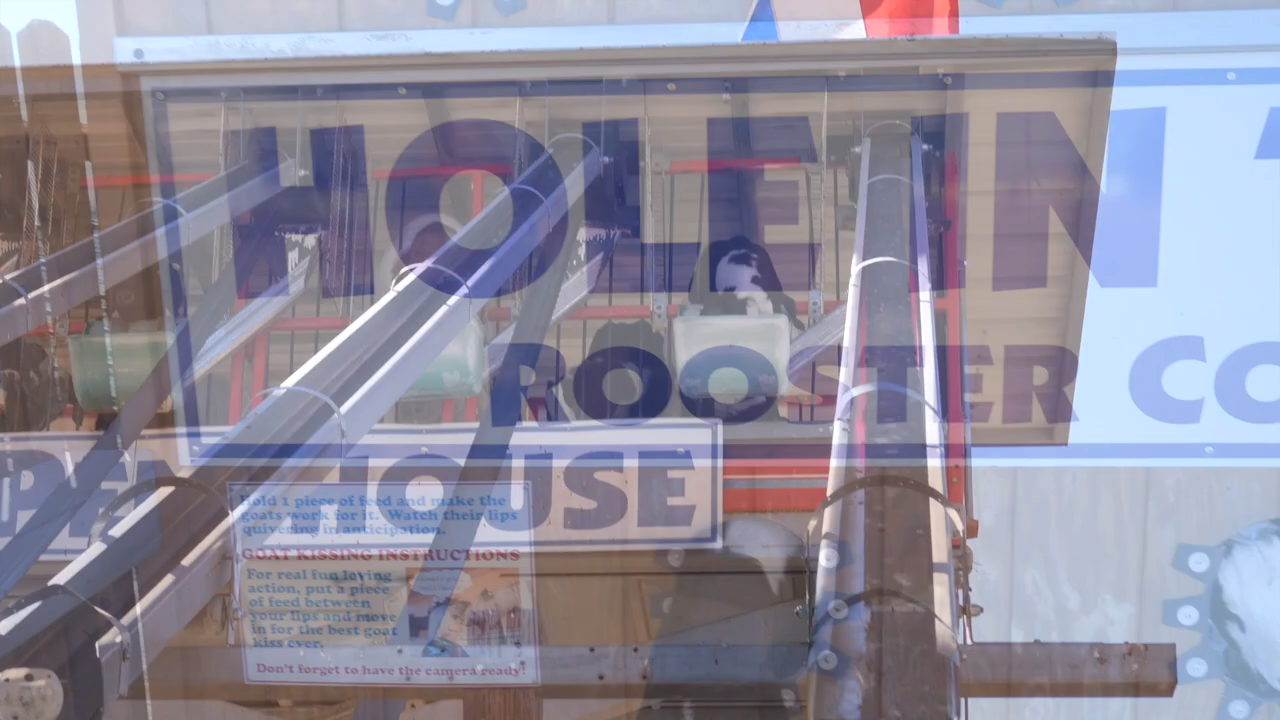 HOLE IN
ROOSTER CO
HOUSE
Hold 1 piece of feed and make the
goats work for it. Watch their lips
quivering in anticipation.
GOAT KISSING INSTRUCTIONS
For real fun loving
action, put a piece
of feed between
your lips and move
in for the best goat
kiss ever.
Don't forget to have the camera ready!